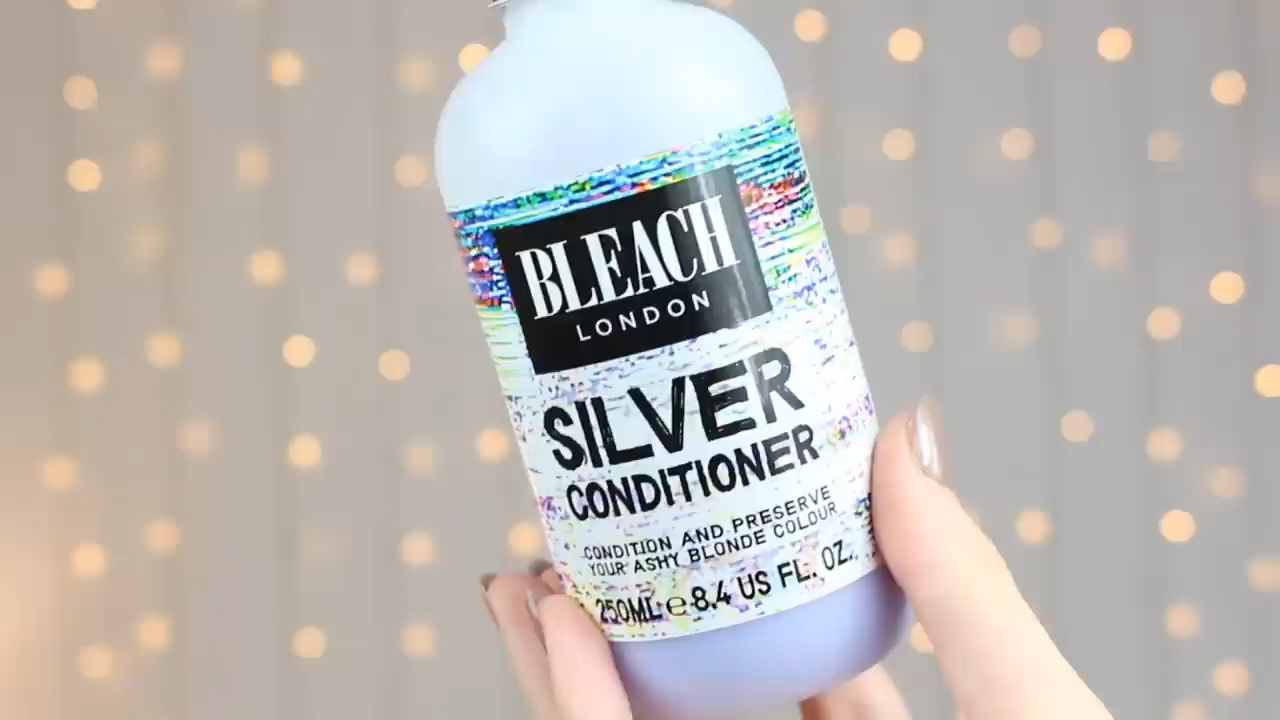 BLEACH
LONDON
SILVER
CONDITIONER
CONDITION AND PRESERVE
YOUR ASHY BLONDE COLOUR
250ML e 8.4 US FL. OZ.